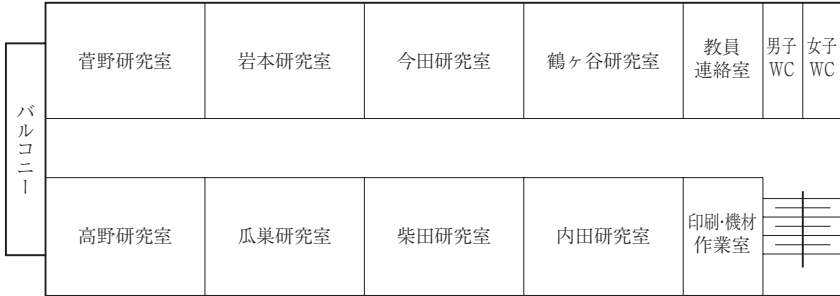 菅野研究室
岩本研究室
今田研究室
鶴ヶ谷研究室
教員
連絡室
男子
WC
女子
WC
バルコニー
高野研究室
瓜巣研究室
柴田研究室
内田研究室
印刷・機材
作業室